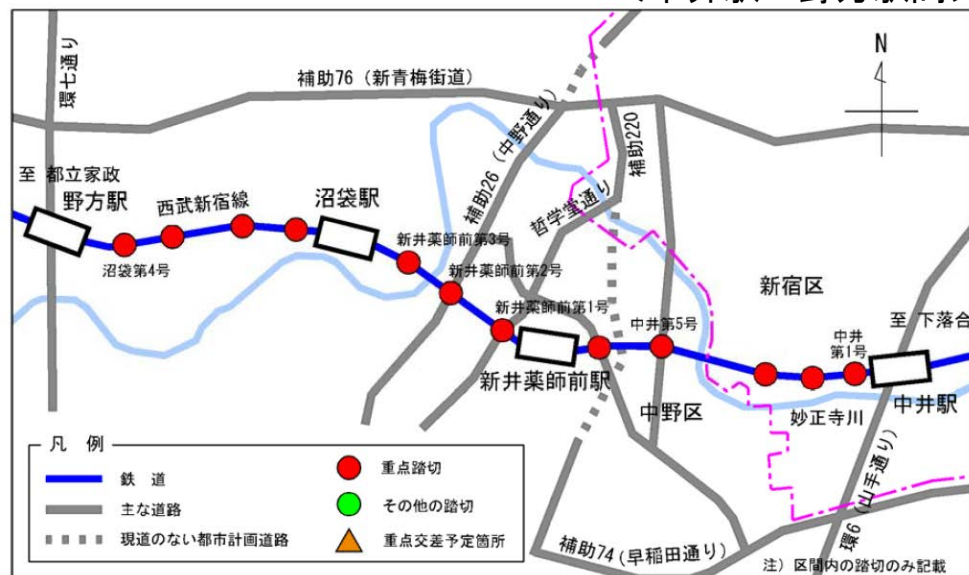 環七通り
補助76(新青梅街道)
N
至 都立家政
野方駅
西武新宿線
沼袋駅
補助26(中野通り)
補助220
哲学堂通り
新井薬師前第3号
沼袋第4号
新井薬師前第2号
新宿区
新井薬師前第1号
中井第5号
至 下落合
中井
第1号
新井薬師前駅
中野区
妙正寺川
中井駅
凡 例
鉄 道
主な道路
現道のない都市計画道路
重点踏切
その他の踏切
重点交差予定箇所
補助74(早稲田通り)
環6(山手通り)
注)区間内の踏切のみ記載